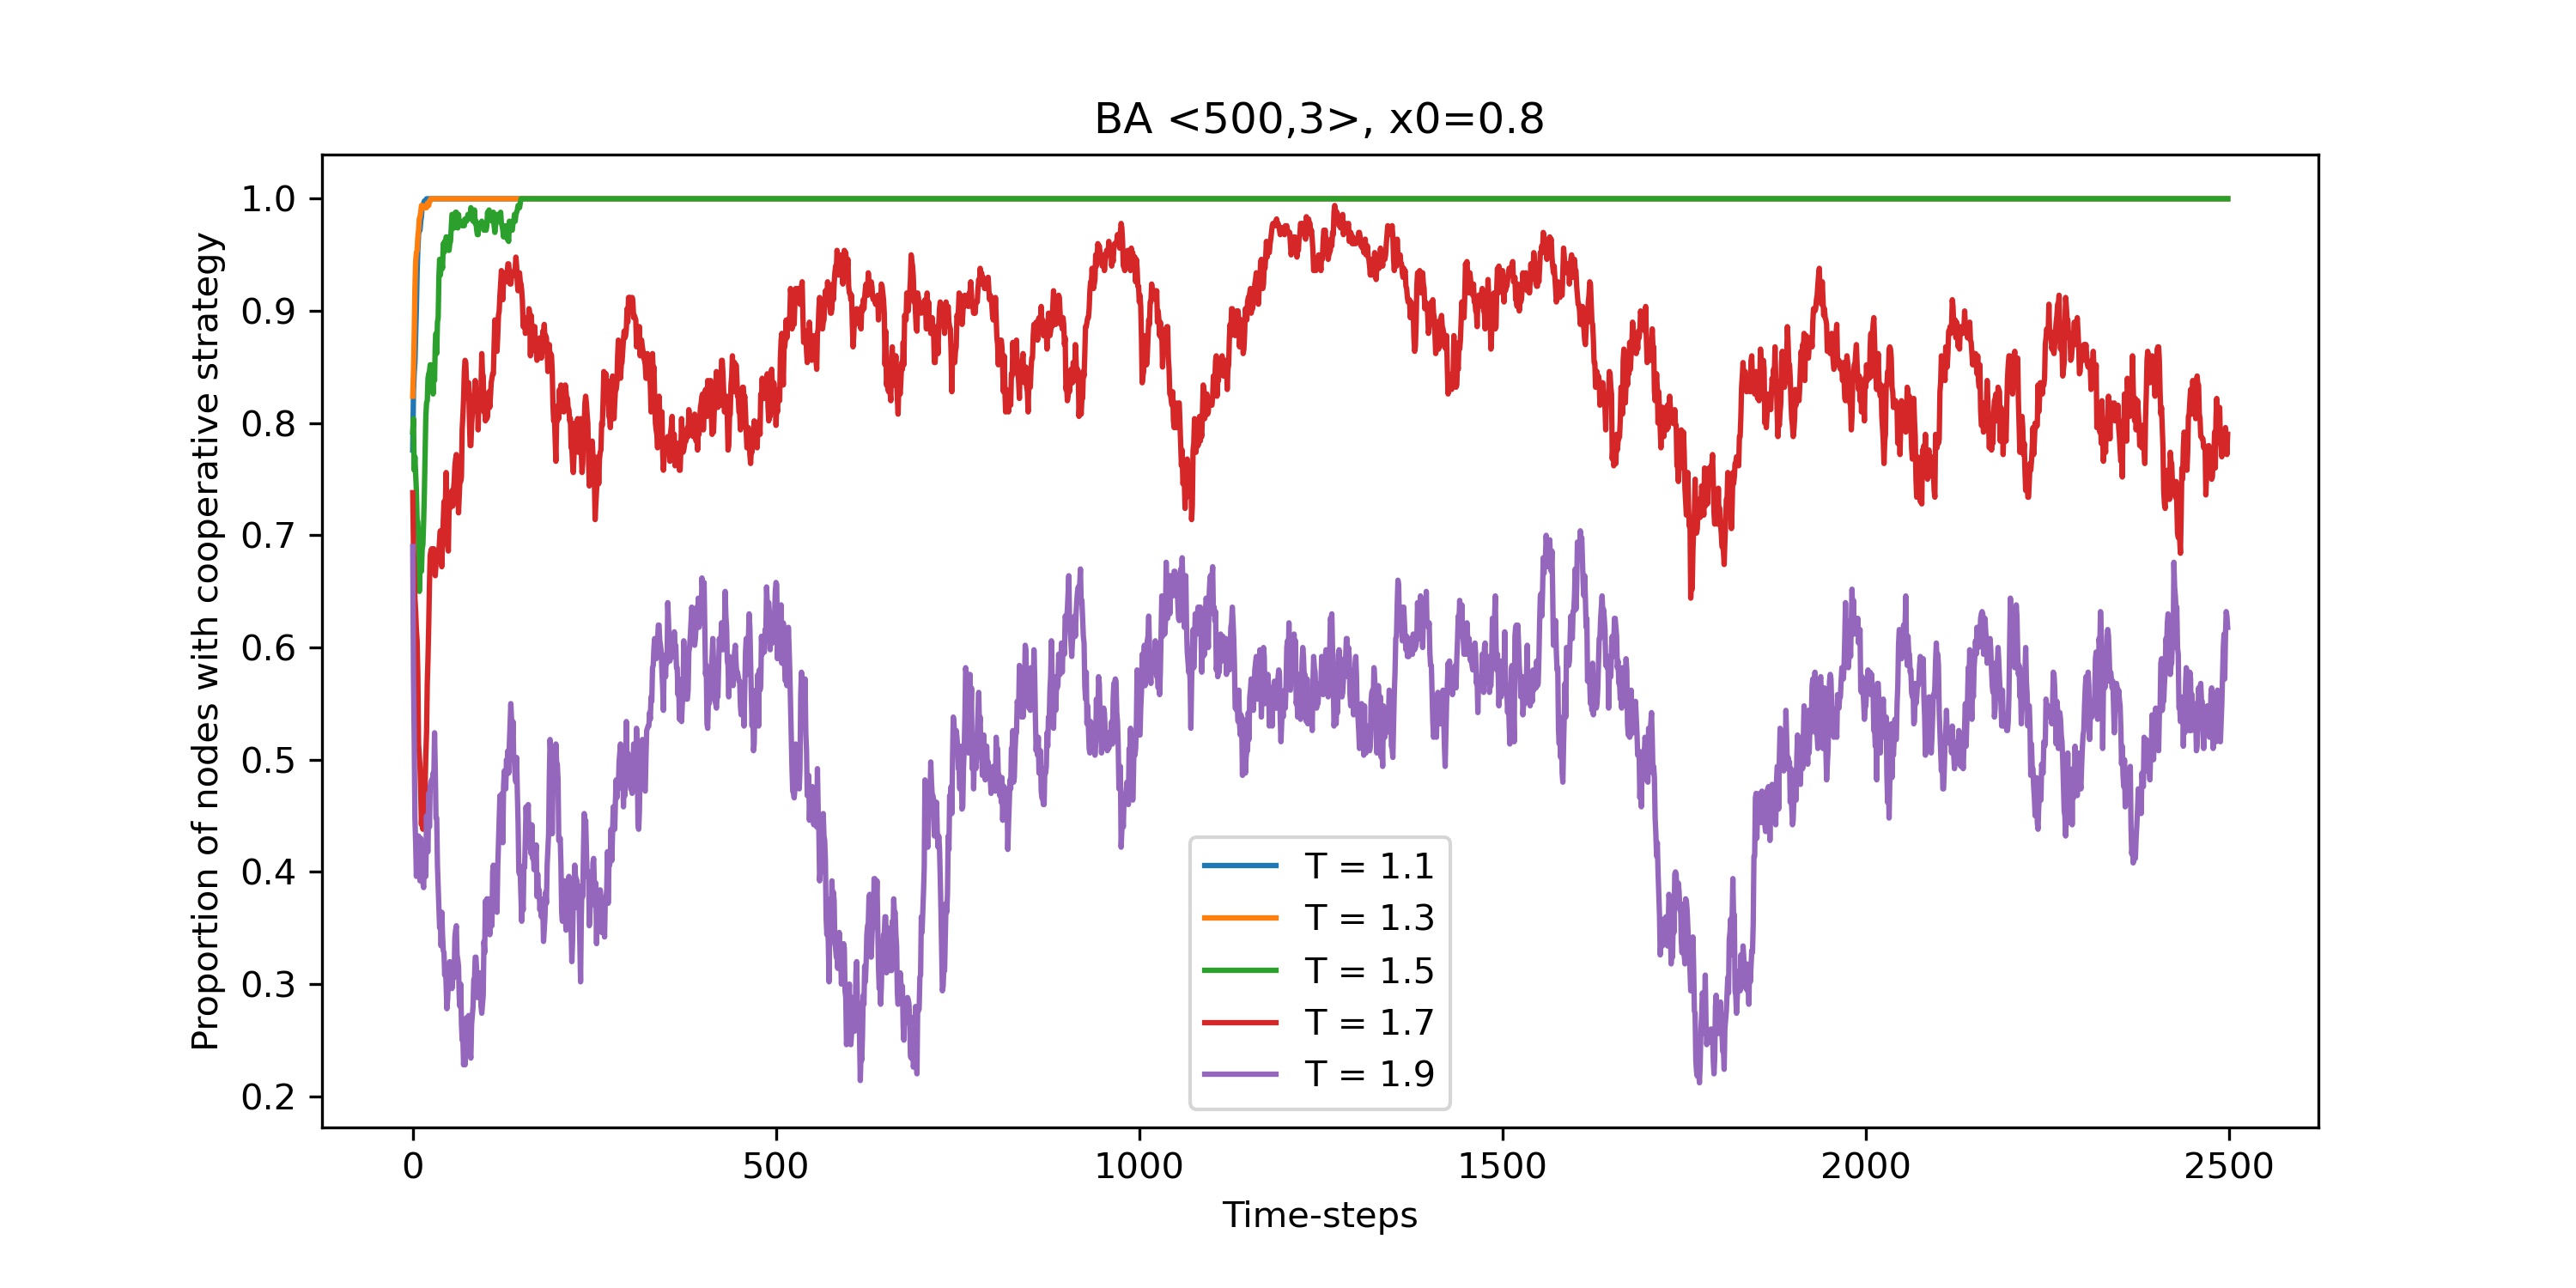 BA <500,3>, x0=0.8
Proportion of nodes with cooperative strategy
1.0
0.9
0.8
0.7
0.6
0.5
0.4
0.3
0.2
T = 1.1
T = 1.3
T = 1.5
T = 1.7
T = 1.9
0 500 1000 1500 2000 2500
Time-steps